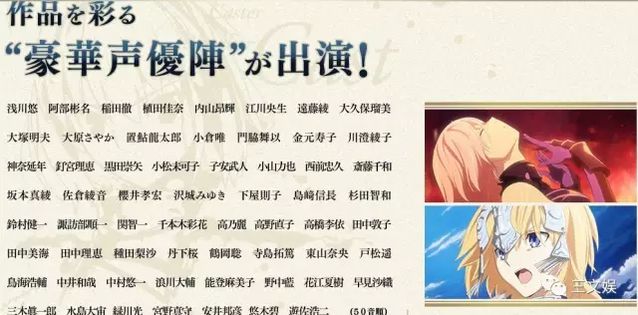 作品を彩る
“豪華声優陣”が出演!
浅川悠 阿部彬名 稲田徹 植田佳奈 内山昂輝 江川央生 遠藤綾 大久保瑠美
大塚明夫 大原さやか 置鮎龍太郎 小倉唯 門脇舞以 金元寿子 川澄綾子
神奈延年 釘宮理恵 黒田崇矢 小松未可子 子安武人 小山力也 西前忠久 斎藤千和
坂本真綾 佐倉綾音 櫻井孝宏 沢城みゆき 下屋則子 島﨑信長 杉田智和
鈴村健一 諏訪部順一 関智一 千本木彩花 高乃麗 高野直子 高橋李依 田中敦子
田中美海 田中理恵 種田梨沙 丹下桜 鶴岡聡 寺島拓篤 東山奈央 戸松遥
鳥海浩輔 中井和哉 中村悠一 浪川大輔 能登麻美子 野中藍 花江夏樹 早見沙織
三木眞一郎 水島大宙 緑川光 宮野真守 安井邦彦 悠木碧 遊佐浩二 (50音順)
Caster
王文娱